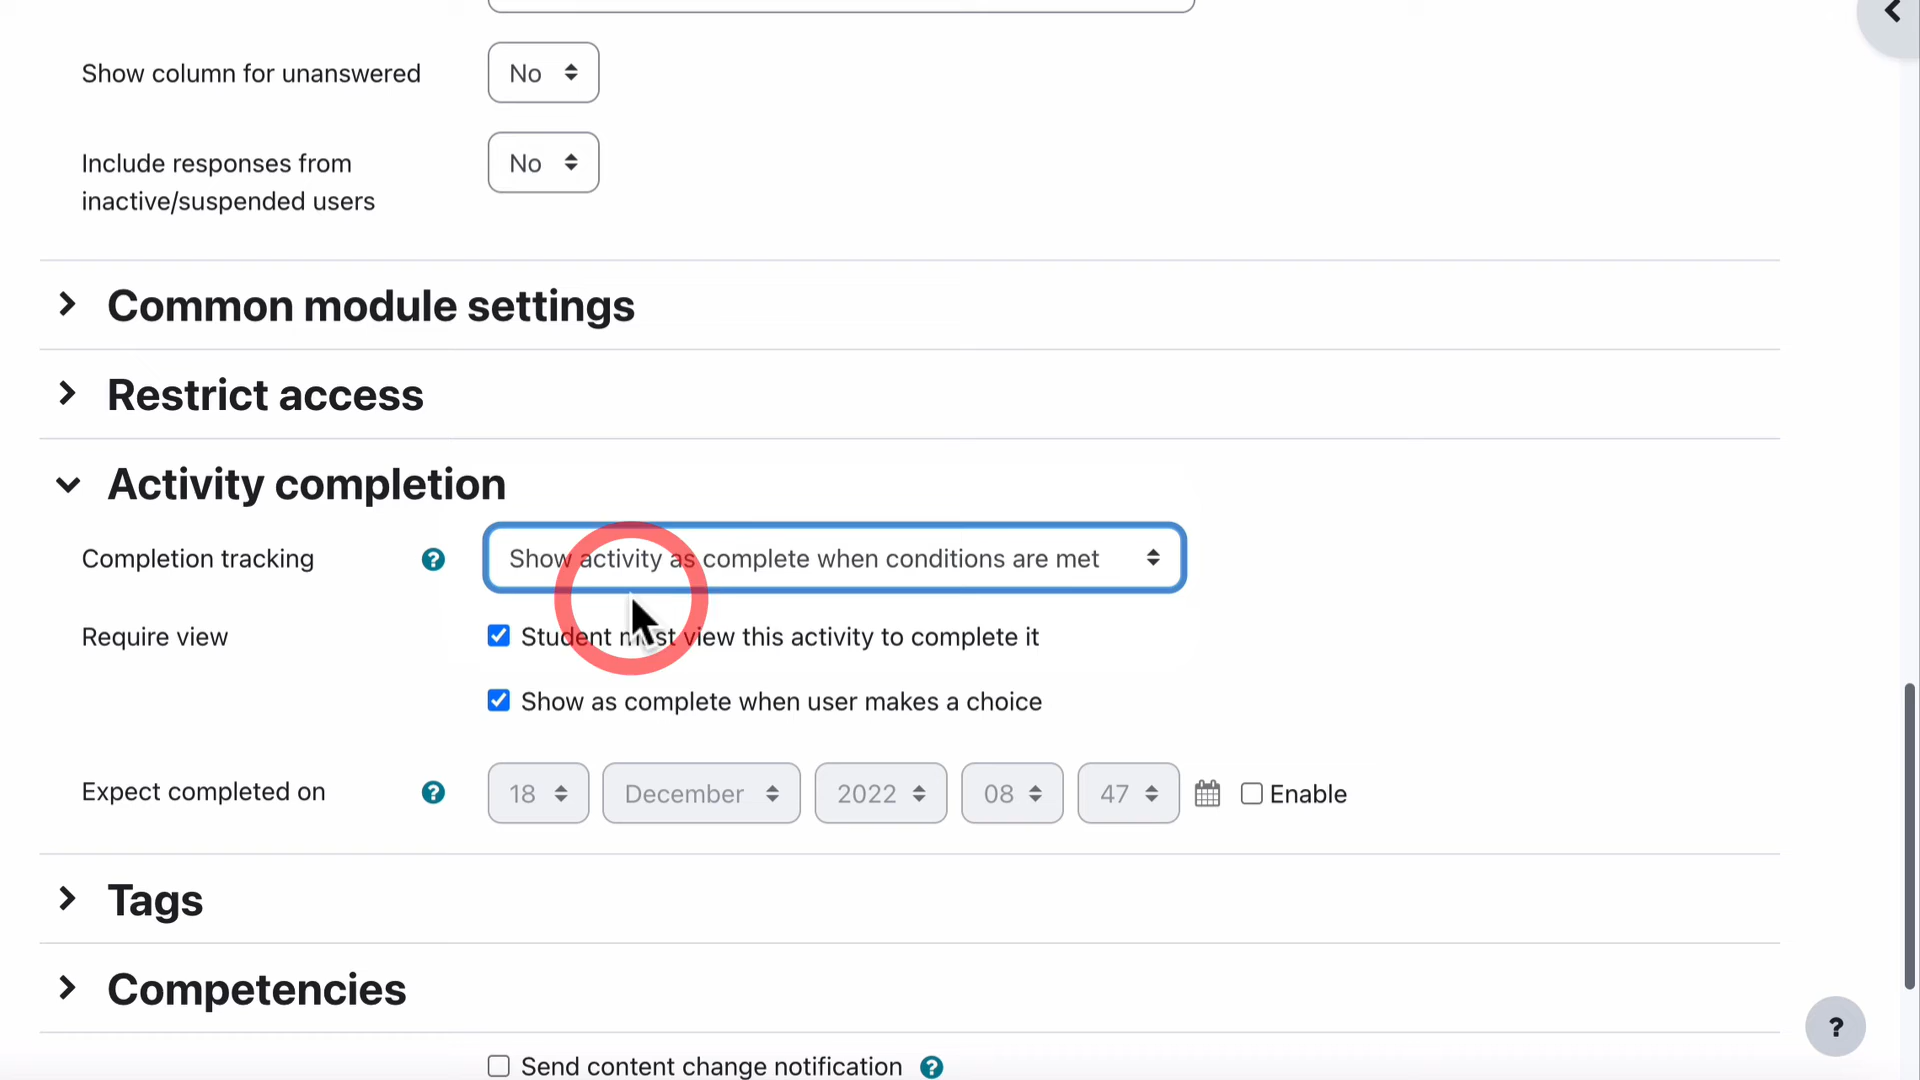 Show column for unanswered
No
Include responses from
inactive/suspended users
No
Common module settings
Restrict access
Activity completion
Completion tracking
?
Show activity as complete when conditions are met
Require view
Student must view this activity to complete it
Show as complete when user makes a choice
Expect completed on
?
18
December
2022
08
47
Enable
Tags
Competencies
Send content change notification
?
?